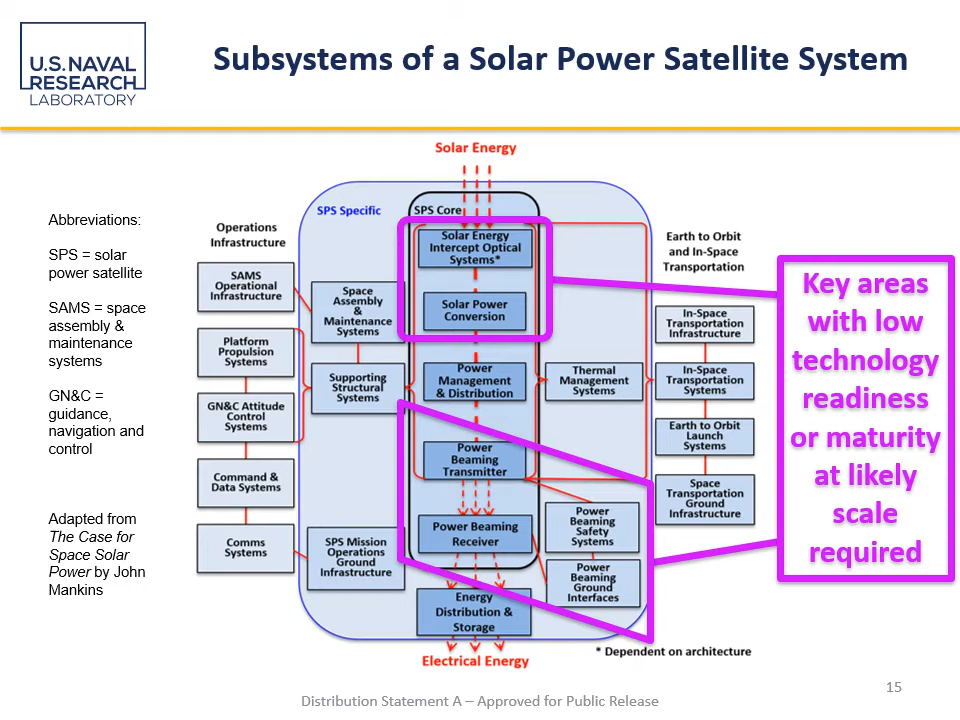 U.S. NAVAL
RESEARCH
LABORATORY
Subsystems of a Solar Power Satellite System
Abbreviations:
SPS = solar
power satellite
SAMS = space
assembly &
maintenance
systems
GN&C =
guidance,
navigation and
control
Adapted from
The Case for
Space Solar
Power by John
Mankins
Operations
Infrastructure
SAMS
Operational
Infrastructure
Platform
Propulsion
Systems
GN&C Attitude
Control
Systems
Command &
Data Systems
Comms
Systems
Solar Energy
SPS Specific
SPS Core
Space
Assembly
&
Maintenance
Systems
Supporting
Structural
Systems
SPS Mission
Operations
Ground
Infrastructure
Solar Energy
Intercept Optical
Systems*
Solar Power
Conversion
Power
Management
& Distribution
Power
Beaming
Transmitter
Power Beaming
Receiver
Energy
Distribution &
Storage
Electrical Energy
Thermal
Management
Systems
Power
Beaming
Safety
Systems
Power
Beaming
Ground
Interfaces
Earth to Orbit
and In-Space
Transportation
In-Space
Transportation
Infrastructure
In-Space
Transportation
Systems
Earth to Orbit
Launch
Systems
Space
Transportation
Ground
Infrastructure
Key areas
with low
technology
readiness
or maturity
at likely
scale
required
* Dependent on architecture
15
Distribution Statement A – Approved for Public Release